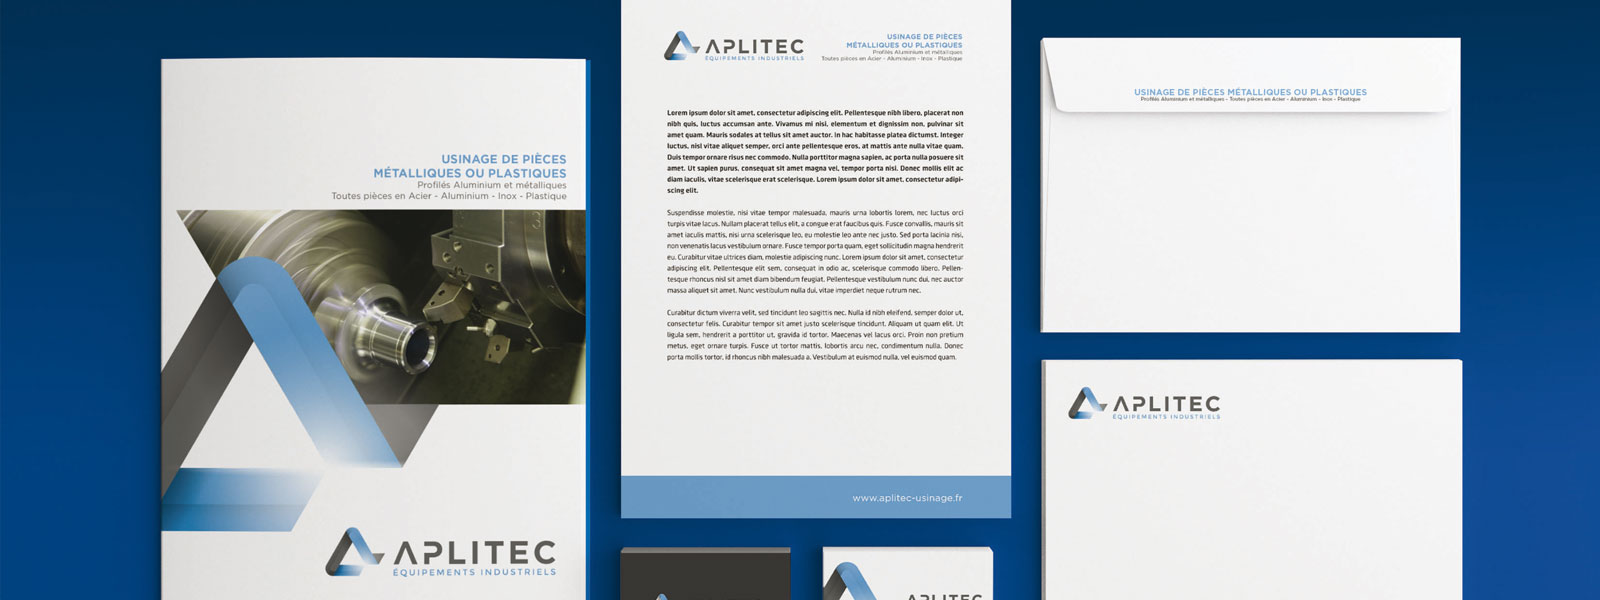 USINAGE DE PIÈCES
MÉTALLIQUES OU PLASTIQUES
Profilés Aluminium et métalliques
Toutes pièces en Acier - Aluminium - Inox - Plastique
APLITEC
ÉQUIPEMENTS INDUSTRIELS
APLITEC
ÉQUIPEMENTS INDUSTRIELS
USINAGE DE PIÈCES
MÉTALLIQUES OU PLASTIQUES
Profilés Aluminium et métalliques
Toutes pièces en Acier - Aluminium - Inox - Plastique
Lorem ipsum dolor sit amet, consectetur adipiscing elit. Pellentesque nibh libero, placerat non
nibh quis, luctus accumsan ante. Vivamus mi nisi, elementum et dignissim non, pulvinar sit
amet quam. Mauris sodales at tellus sit amet auctor. In hac habitasse platea dictumst. Integer
luctus, nisl vitae aliquet semper, orci ante pellentesque eros, at mattis ante nulla vitae quam.
Duis tempor ornare risus nec commodo. Nulla porttitor magna sapien, ac porta nulla posuere sit
amet. Ut sapien purus, consequat sit amet magna vel, tempor porta nisl. Donec mollis elit ac
diam iaculis, vitae scelerisque erat scelerisque. Lorem ipsum dolor sit amet, consectetur adipi-
scing elit.
Suspendisse molestie, nisi vitae tempor malesuada, mauris urna lobortis lorem, nec luctus orci
turpis vitae lacus. Nullam placerat tellus elit, a congue erat faucibus quis. Fusce convallis, mauris sit
amet iaculis mattis, nisi urna scelerisque leo, eu molestie leo ante nec justo. Sed porta lacinia nisi,
non venenatis lacus vestibulum ornare. Fusce tempor porta quam, eget sollicitudin magna hendrerit
eu. Curabitur vitae ultrices diam, molestie adipiscing nunc. Lorem ipsum dolor sit amet, consectetur
adipiscing elit. Pellentesque elit sem, consequat in odio ac, scelerisque commodo libero. Pellen-
tesque rhoncus nisl sit amet diam bibendum feugiat. Pellentesque vestibulum nunc dui, nec auctor
massa aliquet sit amet. Nunc vestibulum nulla dui, vitae imperdiet neque rutrum nec.
Curabitur dictum viverra velit, sed tincidunt leo sagittis nec. Nulla id nibh eleifend, semper dolor ut,
consectetur felis. Curabitur tempor sit amet justo scelerisque tincidunt. Aliquam ut quam elit. Ut
ligula sem, hendrerit a porttitor ut, gravida id tortor. Maecenas vel lacus orci. Proin non pretium
metus, eget ornare turpis. Fusce ut tortor mattis, lobortis arcu nec, condimentum nulla. Donec
porta mollis tortor, id rhoncus nibh malesuada a. Vestibulum at euismod nulla, vel euismod quam.
www.aplitec-usinage.fr
USINAGE DE PIÈCES MÉTALLIQUES OU PLASTIQUES
Profilés Aluminium et métalliques - Toutes pièces en Acier - Aluminium - Inox - Plastique
APLITEC
ÉQUIPEMENTS INDUSTRIELS
APLITEC